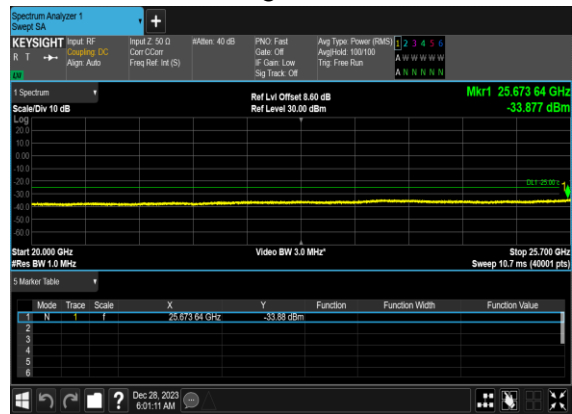 Spectrum Analyzer 1
Swept SA
+
KEYSIGHT Input: RF Input Z: 50 Ω #Atten: 40 dB PNO: Fast Avg Type: Power (RMS) 1 2 3 4 5 6
R T Coupling: DC Corr CCorr Gate: Off Avg|Hold: 100/100 A W W W W W
Align: Auto Freq Ref: Int (S) IF Gain: Low Trig: Free Run
Sig Track: Off A N N N N N
1 Spectrum Ref Lvl Offset 8.60 dB Mkr1 25.673 64 GHz
Scale/Div 10 dB Ref Level 30.00 dBm -33.877 dBm
Log
20.0
10.0
0.00
-10.0
-20.0
DL1 -25.00
1
-30.0
-40.0
-50.0
-60.0
Start 20.000 GHz Video BW 3.0 MHz* Stop 25.700 GHz
#Res BW 1.0 MHz Sweep 10.7 ms (40001 pts)
5 Marker Table
Mode Trace Scale X Y Function Function Width Function Value
1 N 1 f 25.673 64 GHz -33.88 dBm
2
3
4
5
6
? Dec 28, 2023
6:01:11 AM